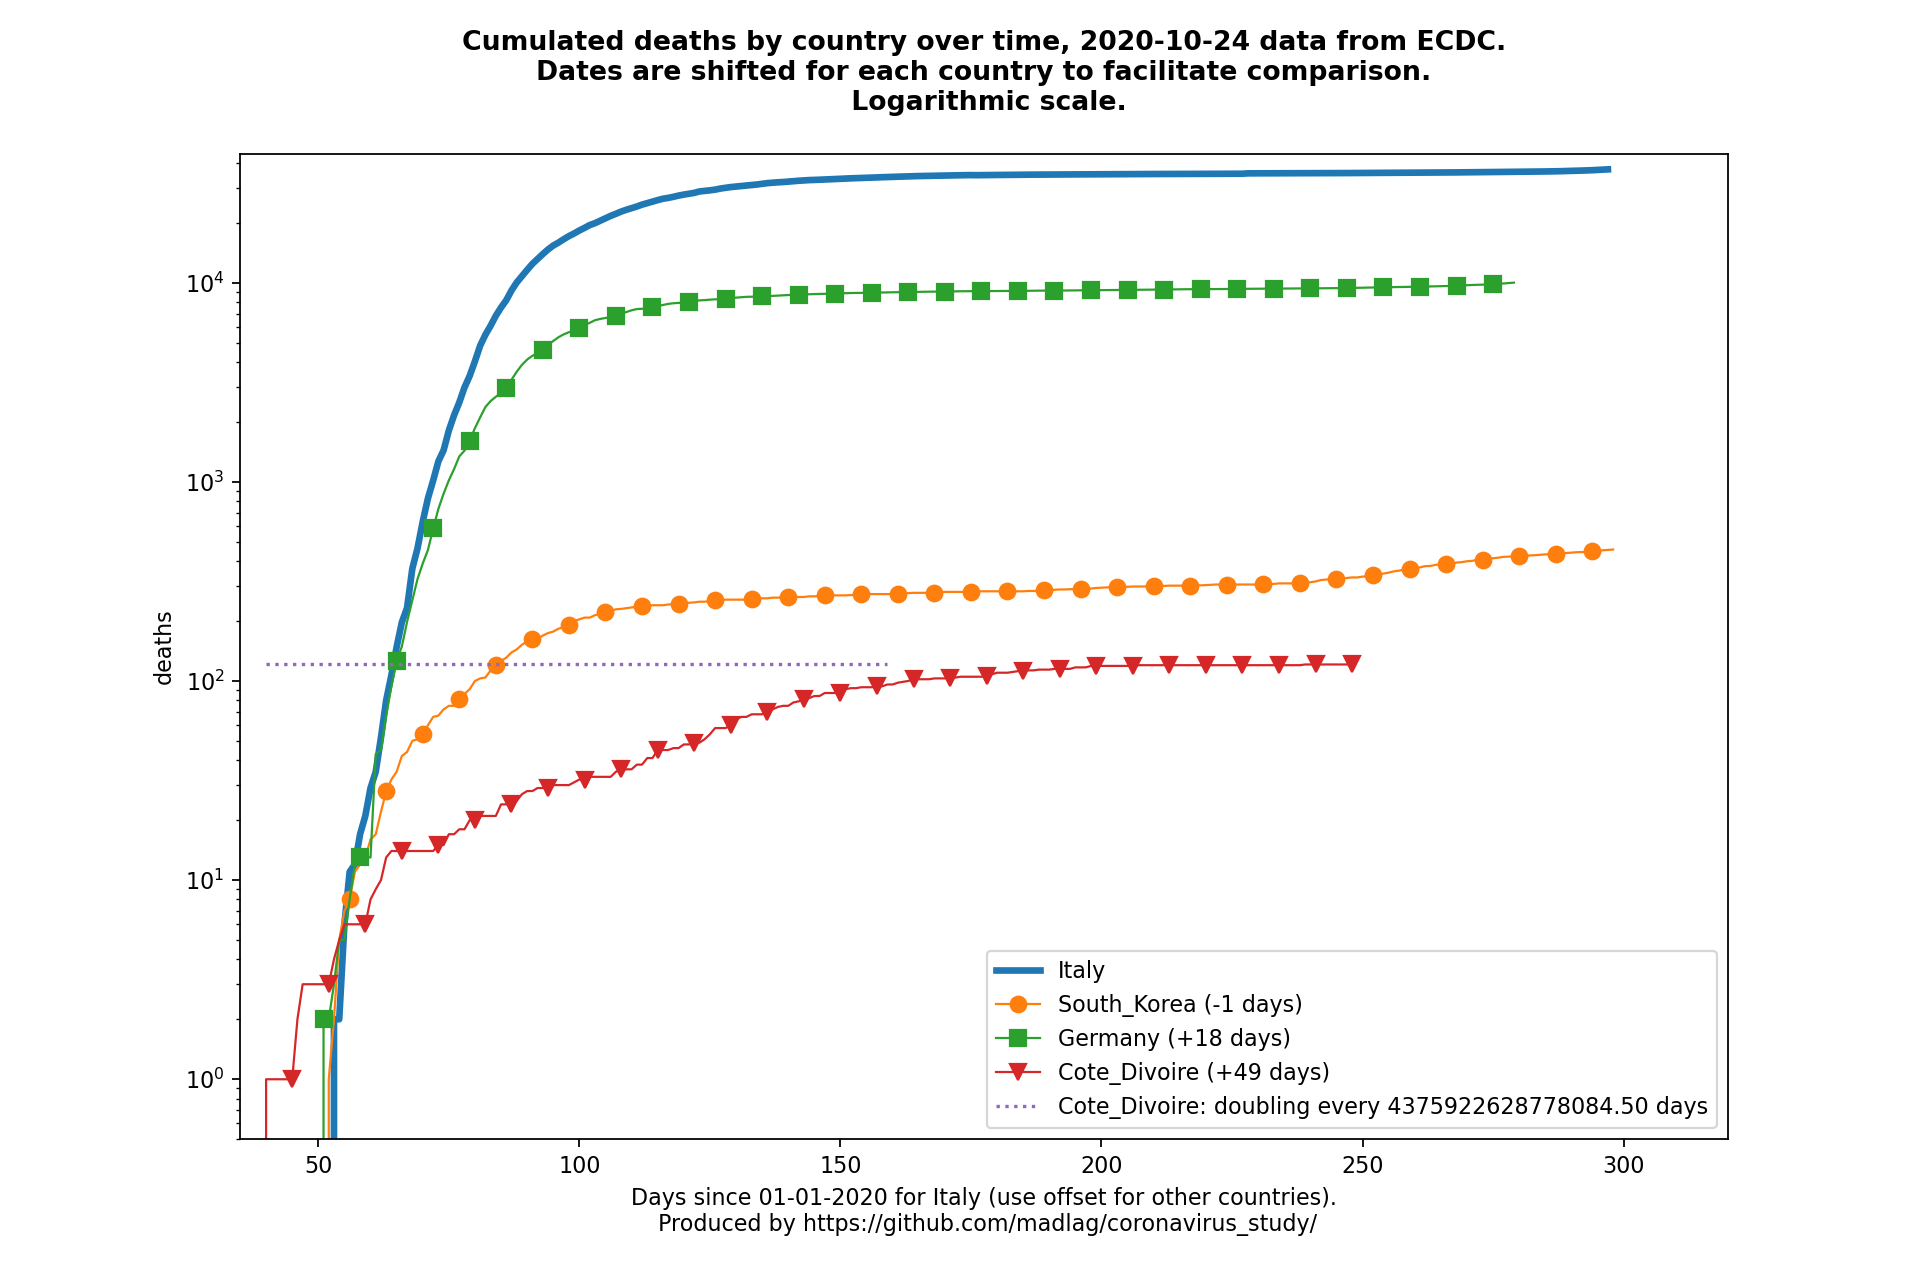 Cumulated deaths by country over time, 2020-10-24 data from ECDC.
Dates are shifted for each country to facilitate comparison.
Logarithmic scale.
10^4
10^3
10^2
10^1
10^0
deaths
Italy
South_Korea (-1 days)
Germany (+18 days)
Cote_Divoire (+49 days)
Cote_Divoire: doubling every 4375922628778084.50 days
50 100 150 200 250 300
Days since 01-01-2020 for Italy (use offset for other countries).
Produced by https://github.com/madlag/coronavirus_study/